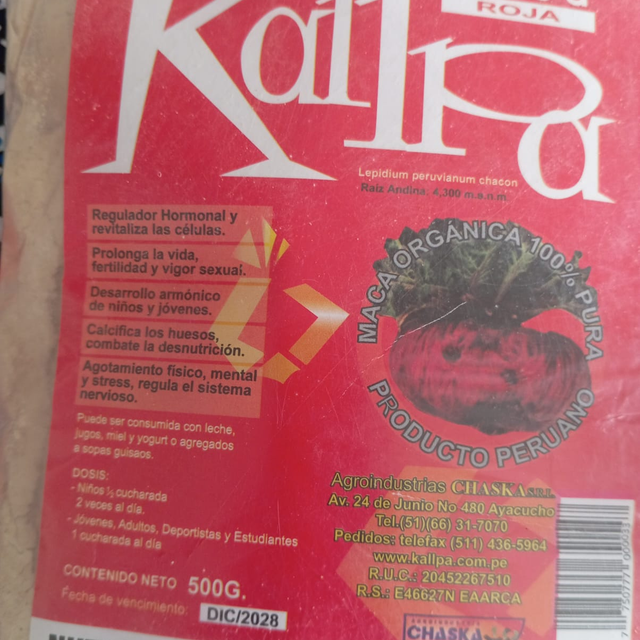 ROJA
Kallpa
Lepidium peruvianum chacon
Raíz Andina. 4,300 m.s.n.m.
Regulador Hormonal y
revitaliza las células.
Prolonga la vida,
fertilidad y vigor sexual.
Desarrollo armónico
de niños y jóvenes.
Calcifica los huesos,
combate la desnutrición.
Agotamiento físico, mental
y stress, regula el sistema
nervioso.
MACA ORGÁNICA 100% PURA
PRODUCTO PERUANO
Puede ser consumida con leche,
jugos, miel y yogurt o agregados
a sopas guisaos.
DOSIS:
- Niños ½ cucharada
2 veces al día.
- Jóvenes, Adultos, Deportistas y Estudiantes
1 cucharada al día
Agroindustrias CHASKA S.R.L.
Av. 24 de Junio No 480 Ayacucho
Tel.(51)(66) 31-7070
Pedidos: telefax (511) 436-5964
www.kallpa.com.pe
R.U.C.: 20452267510
R.S.: E46627N EAARCA
CONTENIDO NETO 500G.
Fecha de vencimiento: DIC/2028
CHASKA